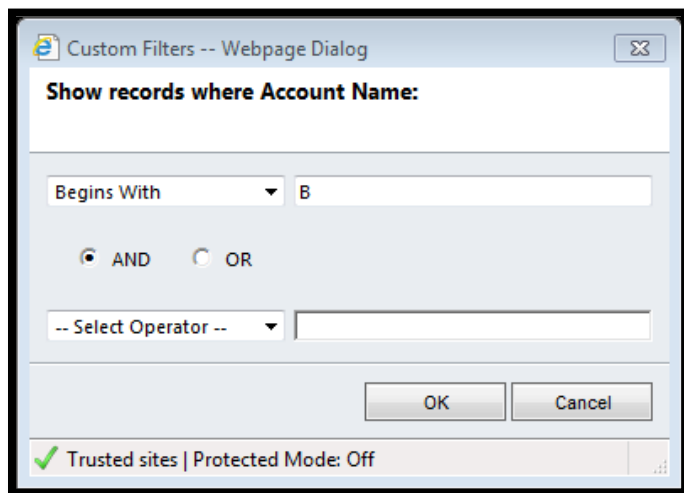 Custom Filters -- Webpage Dialog
Show records where Account Name:
Begins With B
AND OR
-- Select Operator --
OK Cancel
Trusted sites | Protected Mode: Off